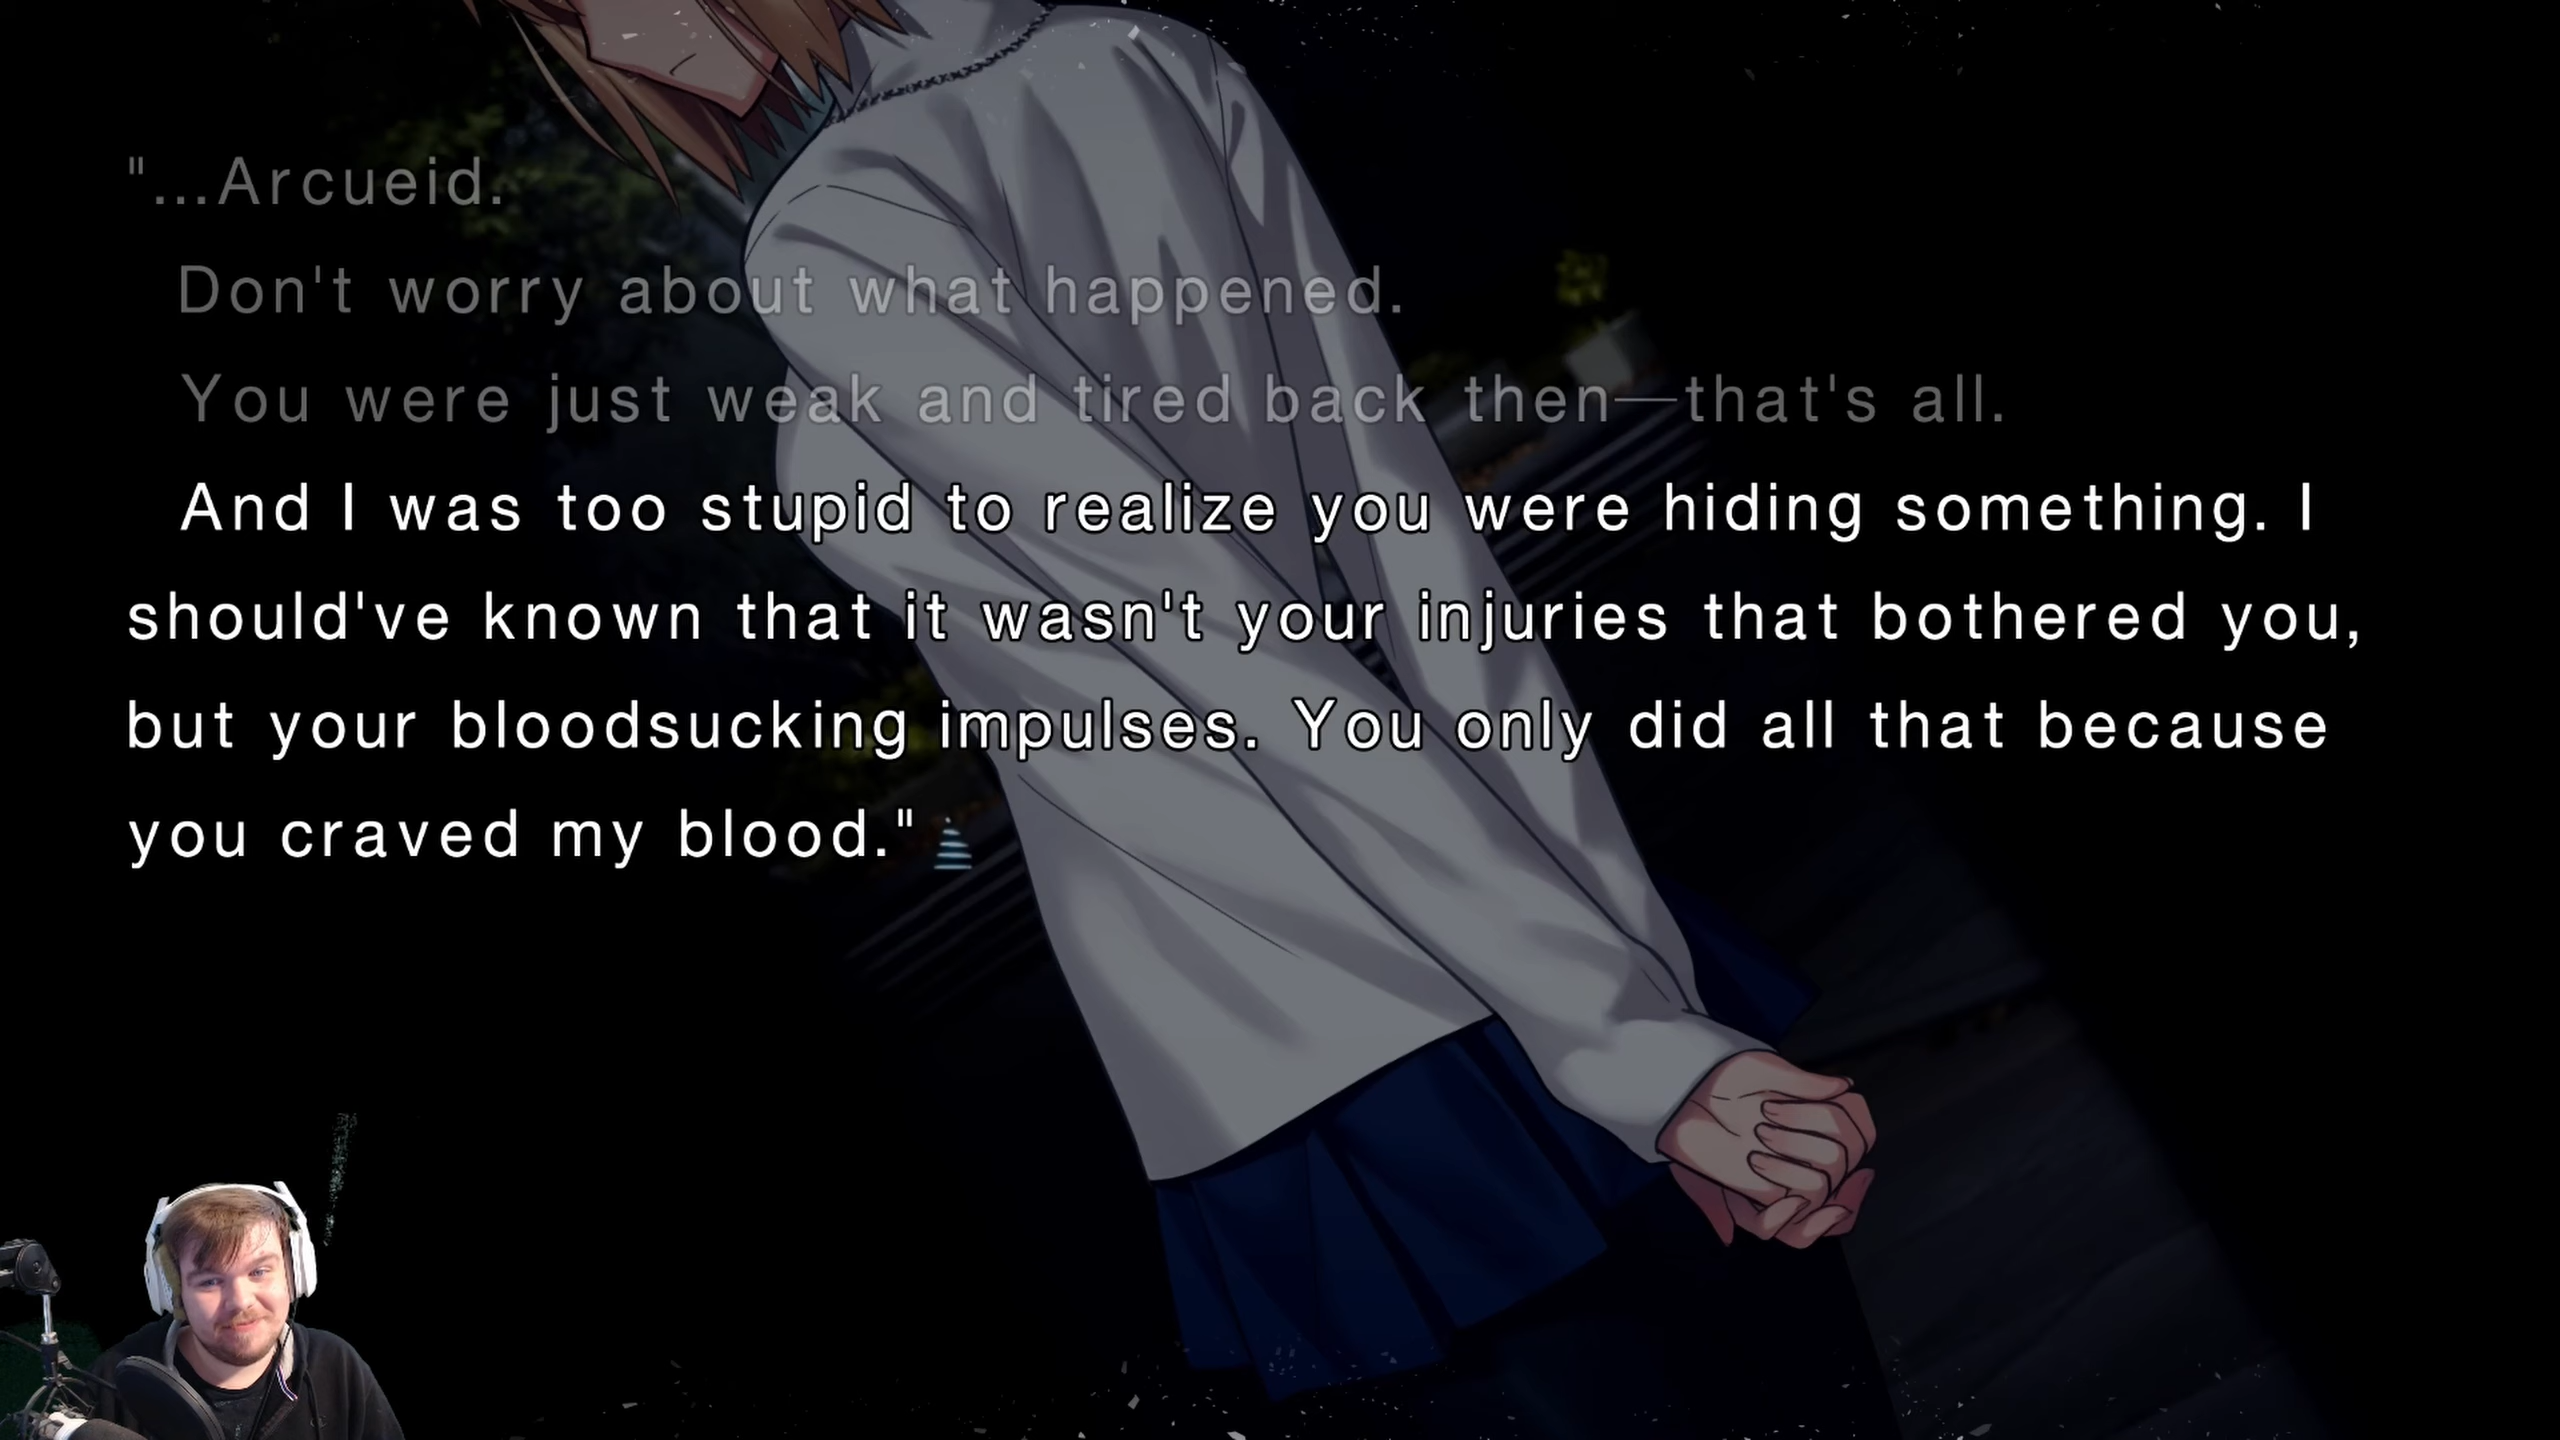 "...Arcueid.
Don't worry about what happened.
You were just weak and tired back then—that's all.
And I was too stupid to realize you were hiding something. I
should've known that it wasn't your injuries that bothered you,
but your bloodsucking impulses. You only did all that because
you craved my blood."